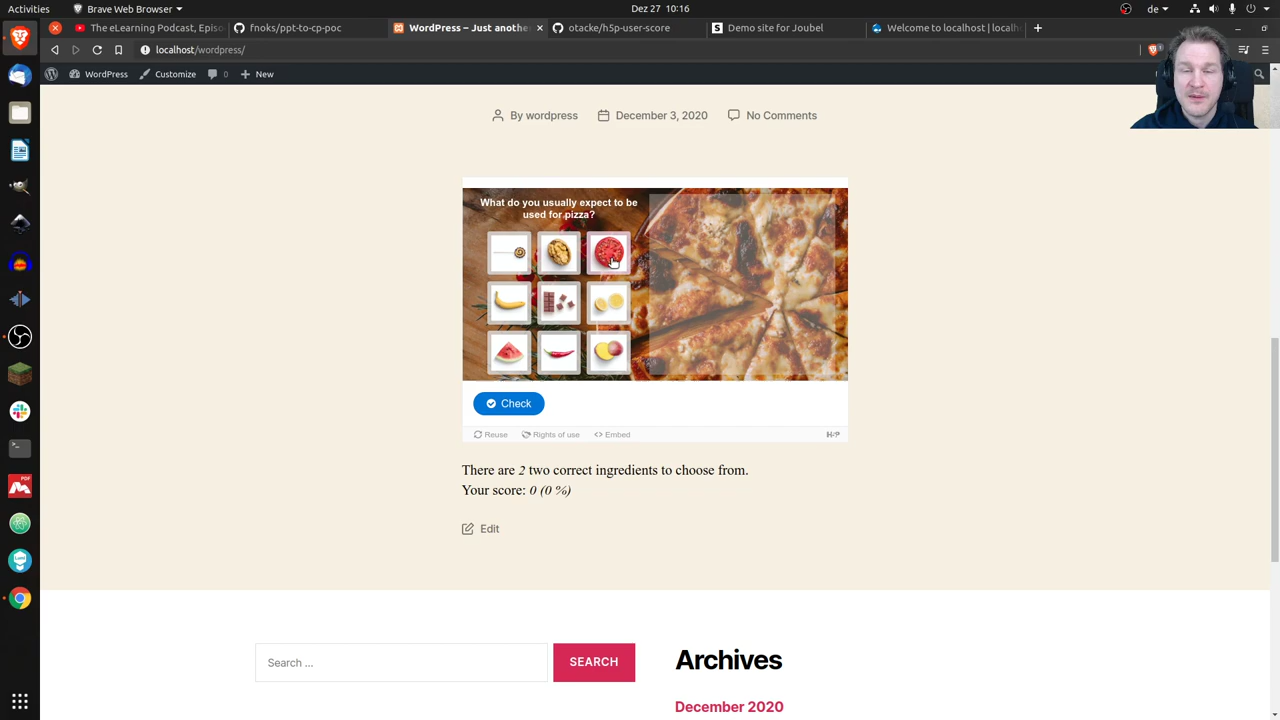 Activities
Brave Web Browser
Dez 27 10:16
The eLearning Podcast, Episo
fnoks/ppt-to-cp-poc
WordPress – Just anothe
otacke/h5p-user-score
Demo site for Joubel
Welcome to localhost | localh
localhost/wordpress/
WordPress
Customize
0
New
By wordpress
December 3, 2020
No Comments
What do you usually expect to be
used for pizza?
Check
Reuse
Rights of use
Embed
H5P
There are 2 two correct ingredients to choose from.
Your score: 0 (0 %)
Edit
Search …
SEARCH
Archives
December 2020